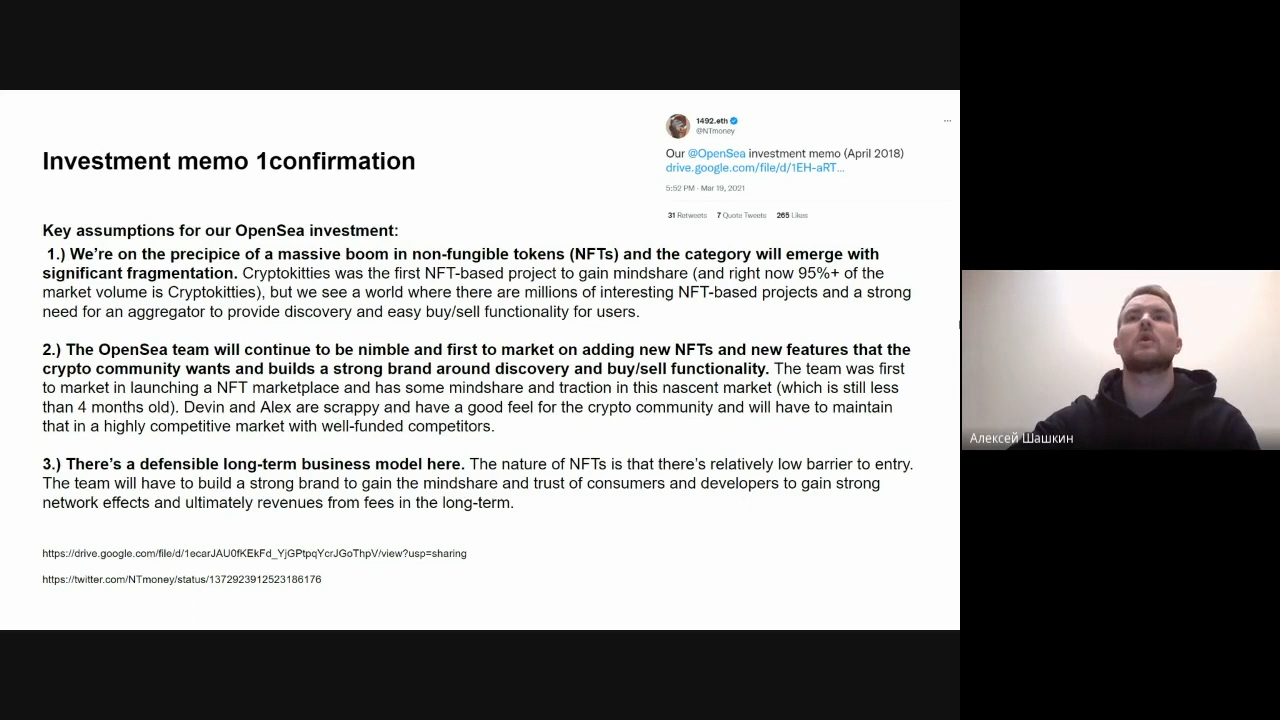 1492.eth
@NTmoney
...
Our @OpenSea investment memo (April 2018)
drive.google.com/file/d/1EH-aRT...
5:52 PM · Mar 19, 2021
31 Retweets 7 Quote Tweets 265 Likes
Investment memo 1confirmation
Key assumptions for our OpenSea investment:
1.) We’re on the precipice of a massive boom in non-fungible tokens (NFTs) and the category will emerge with
significant fragmentation. Cryptokitties was the first NFT-based project to gain mindshare (and right now 95%+ of the
market volume is Cryptokitties), but we see a world where there are millions of interesting NFT-based projects and a strong
need for an aggregator to provide discovery and easy buy/sell functionality for users.
2.) The OpenSea team will continue to be nimble and first to market on adding new NFTs and new features that the
crypto community wants and builds a strong brand around discovery and buy/sell functionality. The team was first
to market in launching a NFT marketplace and has some mindshare and traction in this nascent market (which is still less
than 4 months old). Devin and Alex are scrappy and have a good feel for the crypto community and will have to maintain
that in a highly competitive market with well-funded competitors.
3.) There’s a defensible long-term business model here. The nature of NFTs is that there’s relatively low barrier to entry.
The team will have to build a strong brand to gain the mindshare and trust of consumers and developers to gain strong
network effects and ultimately revenues from fees in the long-term.
https://drive.google.com/file/d/1ecarJAU0fKEkFd_YjGPtpqYcrJGoThpV/view?usp=sharing
https://twitter.com/NTmoney/status/1372923912523186176
Алексей Шашкин